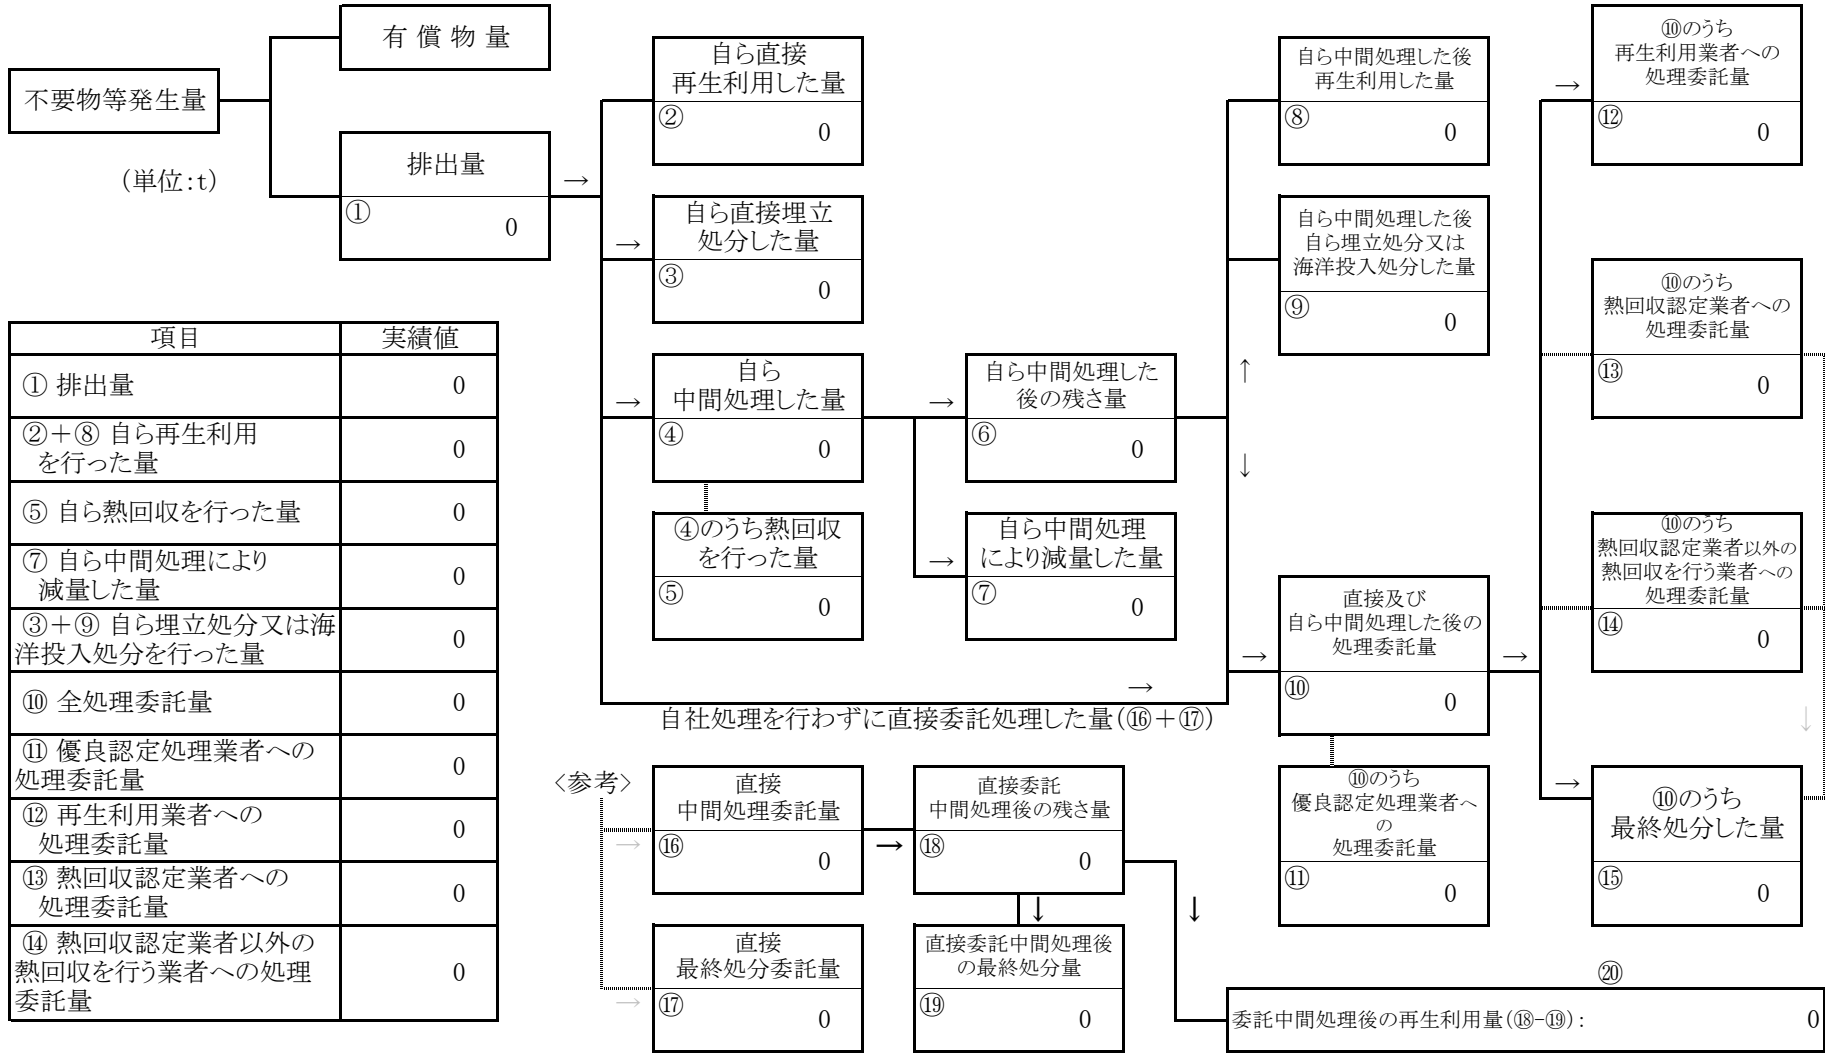 不要物等発生量
(単位:t)
有 償 物 量
排出量
①
0
→
自ら直接
再生利用した量
②
0
→
自ら直接埋立
処分した量
③
0
→
自ら
中間処理した量
④
0
④のうち熱回収
を行った量
⑤
0
→
自ら中間処理した
後の残さ量
⑥
0
→
自ら中間処理
により減量した量
⑦
0
↑
↓
自ら中間処理した後
再生利用した量
⑧
0
自ら中間処理した後
自ら埋立処分又は
海洋投入処分した量
⑨
0
→
自社処理を行わずに直接委託処理した量(⑯+⑰)
→
直接及び
自ら中間処理した後の
処理委託量
⑩
0
→
⑩のうち
優良認定処理業者へ
の
処理委託量
⑪
0
→
⑩のうち
再生利用業者への
処理委託量
⑫
0
⑩のうち
熱回収認定業者への
処理委託量
⑬
0
⑩のうち
熱回収認定業者以外の
熱回収を行う業者への
処理委託量
⑭
0
↓
→
⑩のうち
最終処分した量
⑮
0
項目 実績値
① 排出量 0
②+⑧ 自ら再生利用
を行った量 0
⑤ 自ら熱回収を行った量 0
⑦ 自ら中間処理により
減量した量 0
③+⑨ 自ら埋立処分又は海
洋投入処分を行った量 0
⑩ 全処理委託量 0
⑪ 優良認定処理業者への
処理委託量 0
⑫ 再生利用業者への
処理委託量 0
⑬ 熱回収認定業者への
処理委託量 0
⑭ 熱回収認定業者以外の
熱回収を行う業者への処理
委託量 0
<参考>
→
直接
中間処理委託量
⑯
0
→
直接
最終処分委託量
⑰
0
→
直接委託
中間処理後の残さ量
⑱
0
↓
直接委託中間処理後
の最終処分量
⑲
0
↓
⑳
委託中間処理後の再生利用量(⑱-⑲): 0